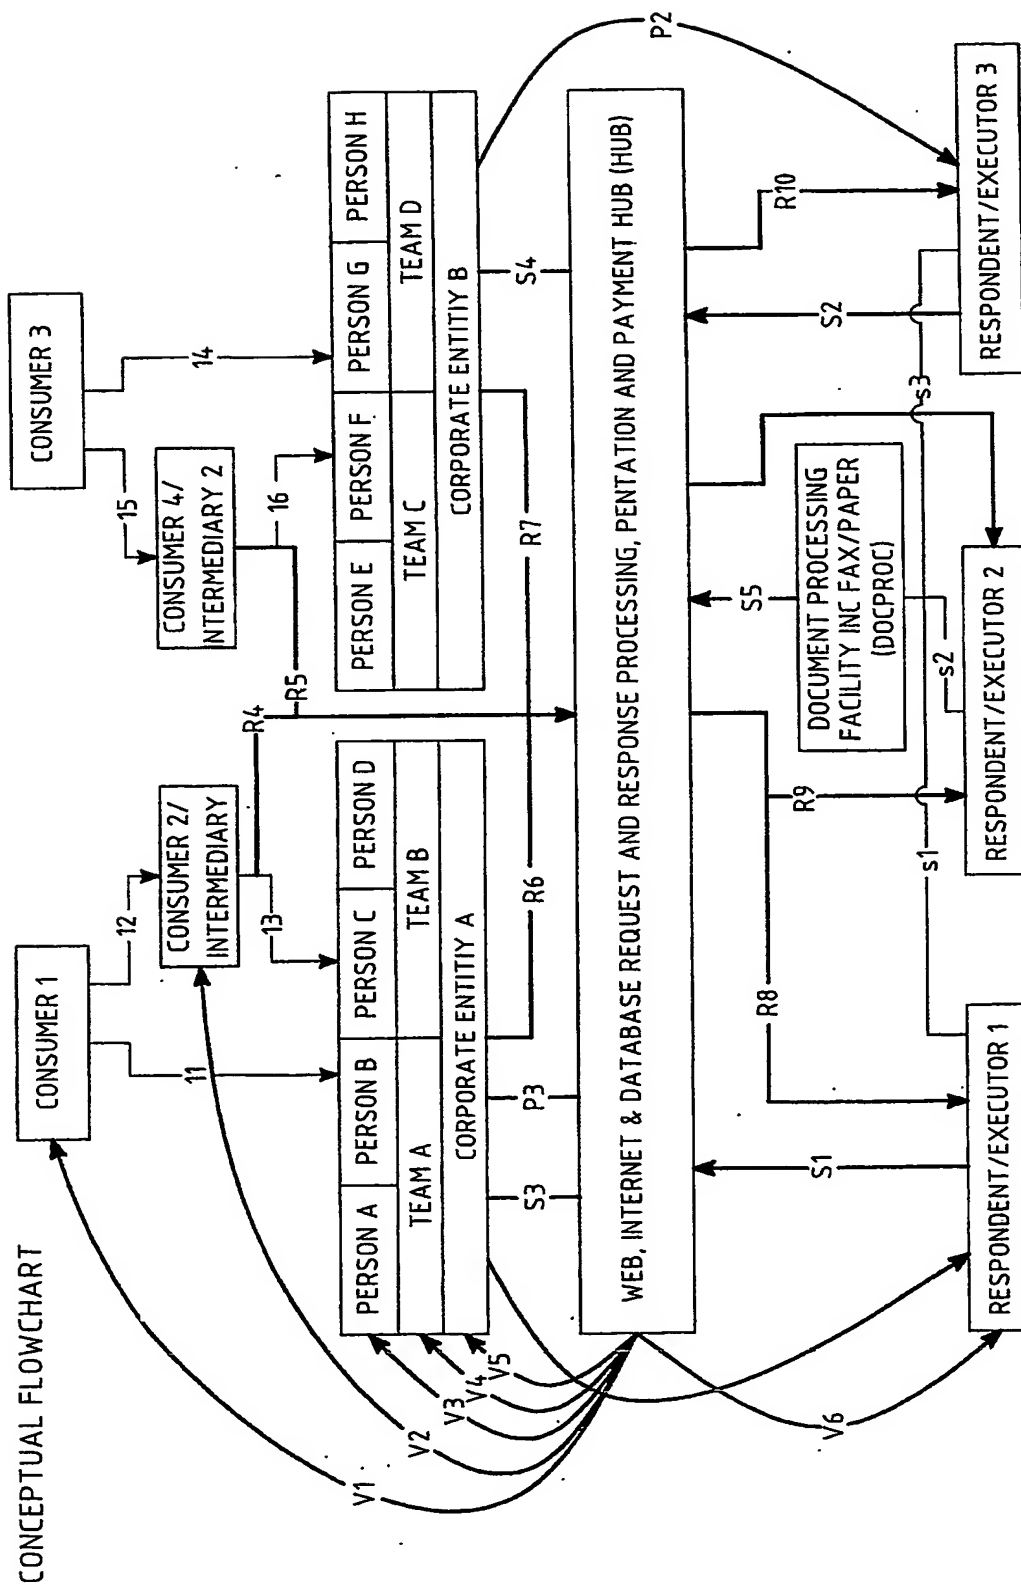 CONCEPTUAL FLOWCHART
CONSUMER 1
CONSUMER 3
12
15
11
14
CONSUMER 2/
INTERMEDIARY
CONSUMER 4/
INTERMEDIARY 2
13
R4
R5
16
V1
V2
V3
V4
V5
PERSON A
PERSON B
PERSON C
PERSON D
TEAM A
TEAM B
CORPORATE ENTITIY A
PERSON E
PERSON F
PERSON G
PERSON H
TEAM C
TEAM D
CORPORATE ENTITIY B
S3
P3
R6
R7
S4
P2
WEB, INTERNET & DATABASE REQUEST AND RESPONSE PROCESSING, PENTATION AND PAYMENT HUB (HUB)
V6
S1
R8
R9
S5
S2
R10
DOCUMENT PROCESSING
FACILITY INC FAX/PAPER
(DOCPROC)
s1
s2
s3
RESPONDENT/EXECUTOR 1
RESPONDENT/EXECUTOR 2
RESPONDENT/EXECUTOR 3